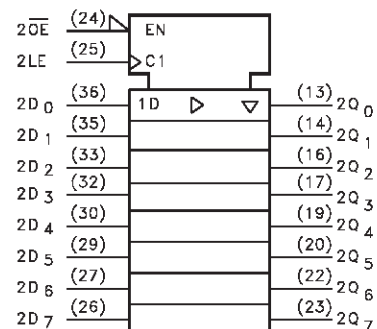 2OE (24) EN
2LE (25) C1
2D0 (36) 1D (13) 2Q0
2D1 (35) (14) 2Q1
2D2 (33) (16) 2Q2
2D3 (32) (17) 2Q3
2D4 (30) (19) 2Q4
2D5 (29) (20) 2Q5
2D6 (27) (22) 2Q6
2D7 (26) (23) 2Q7